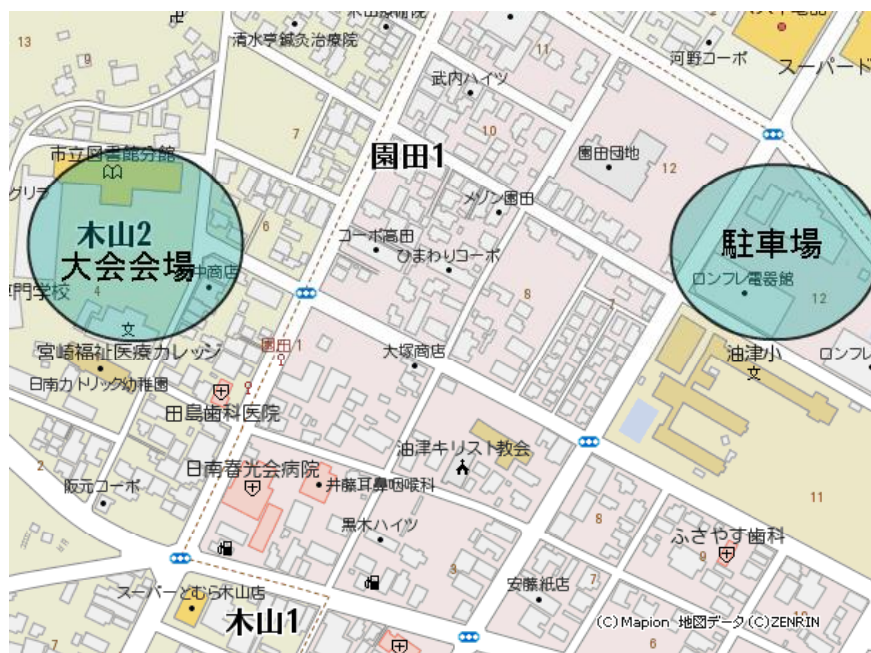 13
9
清水亭鍼灸治療院
11
河野コーポ
スーパード
武内ハイツ
7
10
市立図書館分館
園田1
園田団地
12
グリラ
メゾン園田
木山2
大会会場
6
コーポ高田
ひまわりコーポ
駐車場
中商店
門学校
4
8
7
ロンフレ電器館
12
園田1
宮崎福祉医療カレッジ
大塚商店
油津小
ロンフレ
日南カトリック幼稚園
田島歯科医院
2
日南春光会病院
油津キリスト教会
阪元コーポ
井藤耳鼻咽喉科
11
黒木ハイツ
8
ふさやす歯科
9
3
安藤紙店
7
スーパーとむら木山店
木山1
(C)Mapion 地図データ(C)ZENRIN
7
6
10